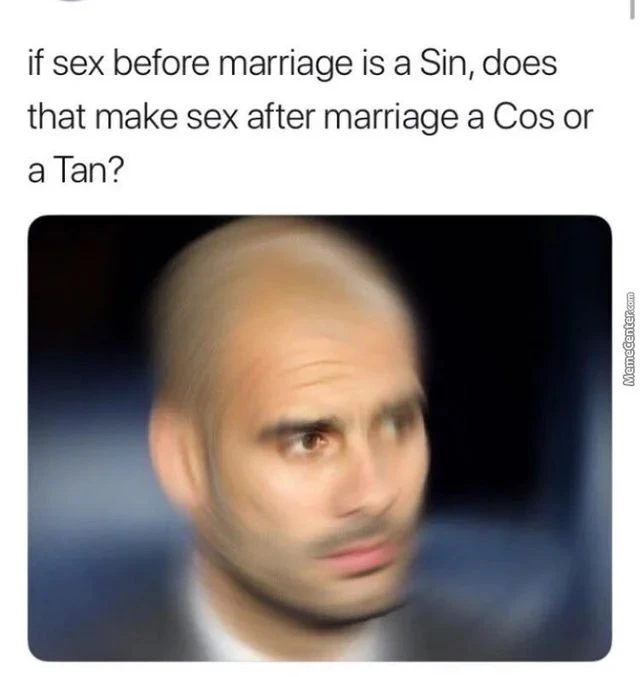 if sex before marriage is a Sin, does
that make sex after marriage a Cos or
a Tan?
MemeCenter.com